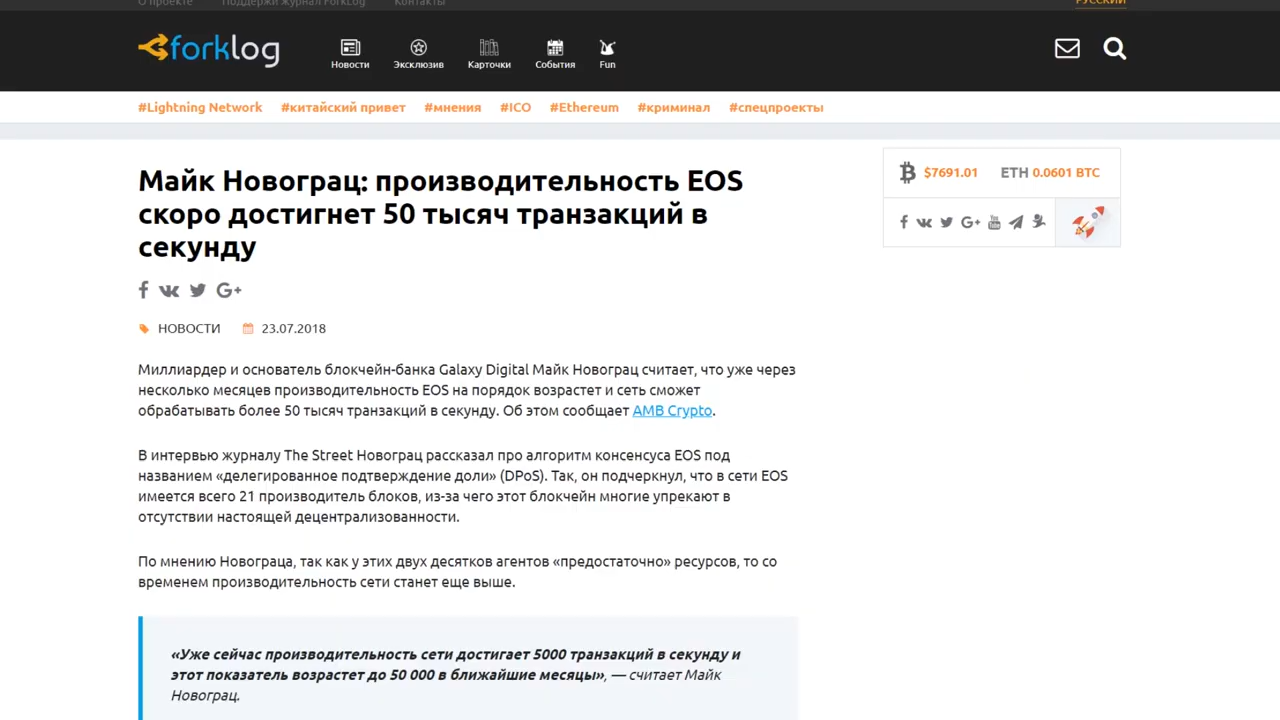 О проекте Поддержи журнал ForkLog Контакты РУССКИЙ
forklog
Новости Эксклюзив Карточки События Fun
#Lightning Network #китайский привет #мнения #ICO #Ethereum #криминал #спецпроекты
Майк Новограц: производительность EOS
скоро достигнет 50 тысяч транзакций в
секунду
НОВОСТИ 23.07.2018
$7691.01 ETH 0.0601 BTC
Миллиардер и основатель блокчейн-банка Galaxy Digital Майк Новограц считает, что уже через
несколько месяцев производительность EOS на порядок возрастет и сеть сможет
обрабатывать более 50 тысяч транзакций в секунду. Об этом сообщает AMB Crypto.
В интервью журналу The Street Новограц рассказал про алгоритм консенсуса EOS под
названием «делегированное подтверждение доли» (DPoS). Так, он подчеркнул, что в сети EOS
имеется всего 21 производитель блоков, из-за чего этот блокчейн многие упрекают в
отсутствии настоящей децентрализованности.
По мнению Новограца, так как у этих двух десятков агентов «предостаточно» ресурсов, то со
временем производительность сети станет еще выше.
«Уже сейчас производительность сети достигает 5000 транзакций в секунду и
этот показатель возрастет до 50 000 в ближайшие месяцы», — считает Майк
Новограц.